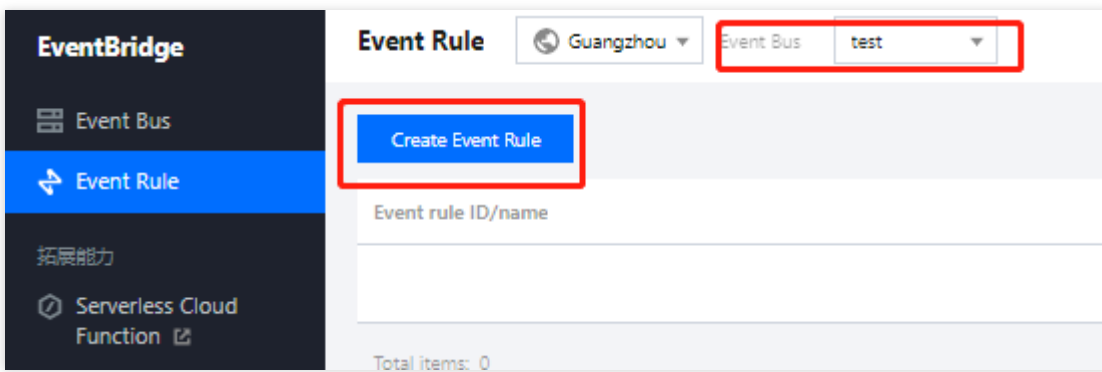 EventBridge
Event Bus
Event Rule
拓展能力
Serverless Cloud
Function
Event Rule
Guangzhou
Event Bus
test
Create Event Rule
Event rule ID/name
Total items: 0